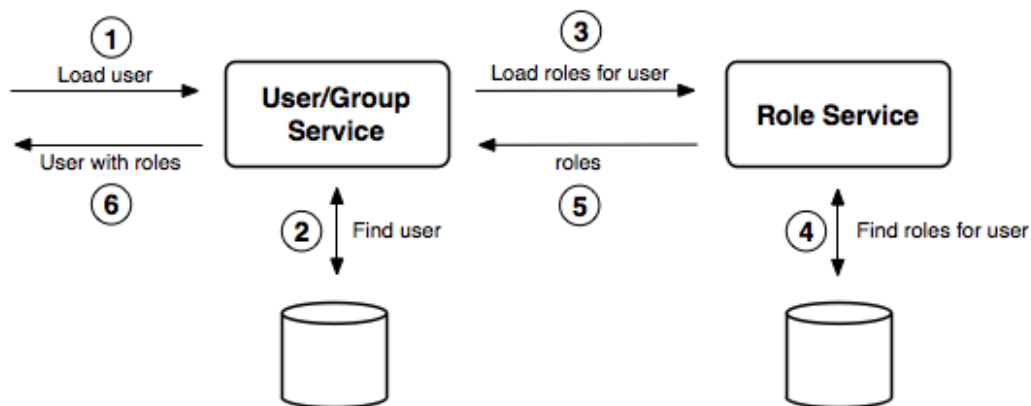 1
Load user
User/Group
Service
User with roles
6
2
Find user
3
Load roles for user
roles
5
Role Service
4
Find roles for user